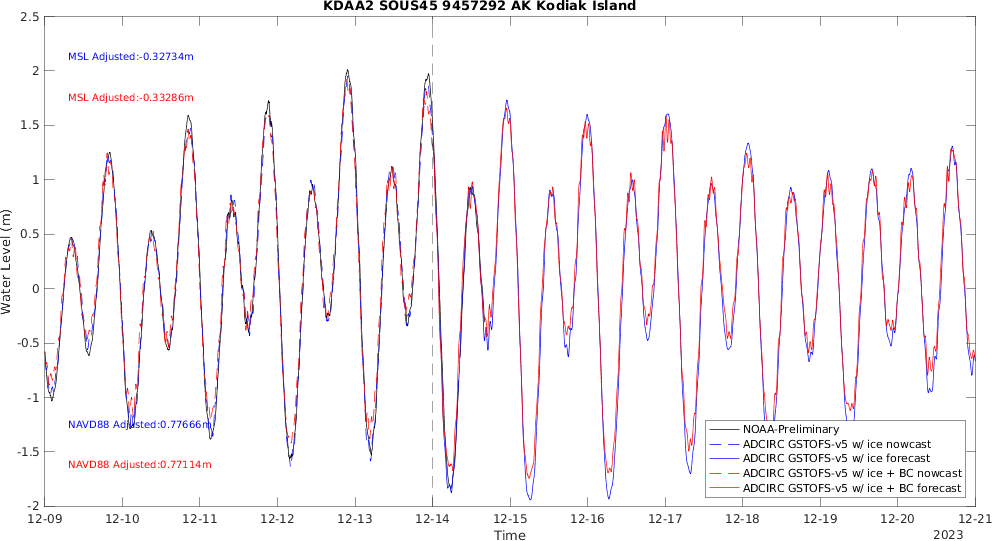 KDAA2 SOUS45 9457292 AK Kodiak Island
2.5
2
1.5
1
0.5
0
-0.5
-1
-1.5
-2
Water Level (m)
MSL Adjusted:-0.32734m
MSL Adjusted:-0.33286m
NAVD88 Adjusted:0.77666m
NAVD88 Adjusted:0.77114m
NOAA-Preliminary
ADCIRC GSTOFS-v5 w/ ice nowcast
ADCIRC GSTOFS-v5 w/ ice forecast
ADCIRC GSTOFS-v5 w/ ice + BC nowcast
ADCIRC GSTOFS-v5 w/ ice + BC forecast
12-09 12-10 12-11 12-12 12-13 12-14 12-15 12-16 12-17 12-18 12-19 12-20 12-21
Time
2023